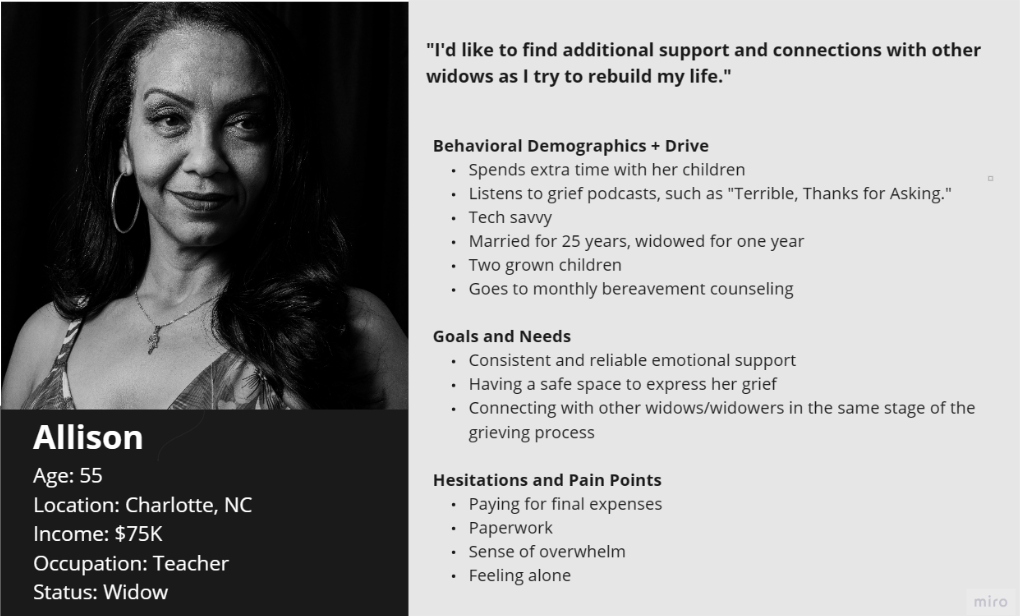 "I'd like to find additional support and connections with other
widows as I try to rebuild my life."
Behavioral Demographics + Drive
• Spends extra time with her children
• Listens to grief podcasts, such as "Terrible, Thanks for Asking."
• Tech savvy
• Married for 25 years, widowed for one year
• Two grown children
• Goes to monthly bereavement counseling
Goals and Needs
• Consistent and reliable emotional support
• Having a safe space to express her grief
• Connecting with other widows/widowers in the same stage of the
grieving process
Hesitations and Pain Points
• Paying for final expenses
• Paperwork
• Sense of overwhelm
• Feeling alone
Allison
Age: 55
Location: Charlotte, NC
Income: $75K
Occupation: Teacher
Status: Widow
miro